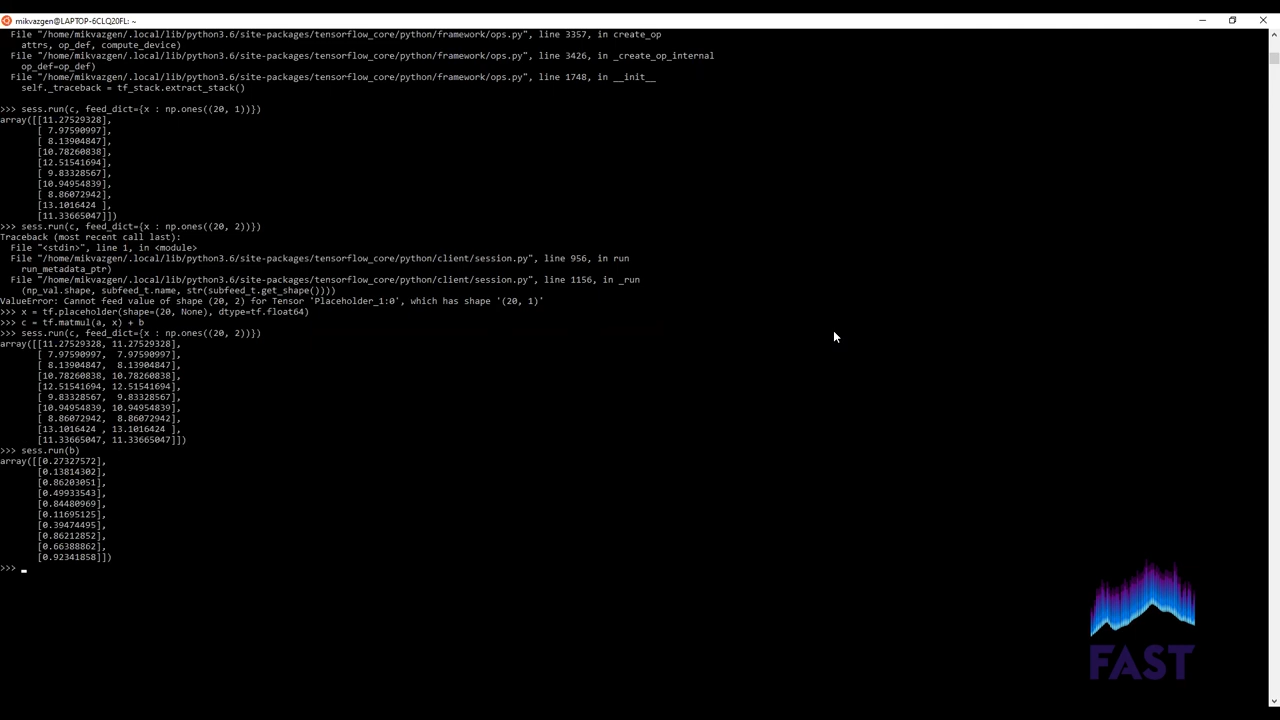 mikvazgen@LAPTOP-6CLQ20FL: ~
File "/home/mikvazgen/.local/lib/python3.6/site-packages/tensorflow_core/python/framework/ops.py", line 3357, in create_op
attrs, op_def, compute_device)
File "/home/mikvazgen/.local/lib/python3.6/site-packages/tensorflow_core/python/framework/ops.py", line 3426, in _create_op_internal
op_def=op_def)
File "/home/mikvazgen/.local/lib/python3.6/site-packages/tensorflow_core/python/framework/ops.py", line 1748, in __init__
self._traceback = tf_stack.extract_stack()
>>> sess.run(c, feed_dict={x : np.ones((20, 1))})
array([[11.27529328],
[ 7.97590997],
[ 8.13904847],
[10.78260838],
[12.51541694],
[ 9.83328567],
[10.94954839],
[ 8.86072942],
[13.1016424 ],
[11.33665047]])
>>> sess.run(c, feed_dict={x : np.ones((20, 2))})
Traceback (most recent call last):
File "<stdin>", line 1, in <module>
File "/home/mikvazgen/.local/lib/python3.6/site-packages/tensorflow_core/python/client/session.py", line 956, in run
run_metadata_ptr)
File "/home/mikvazgen/.local/lib/python3.6/site-packages/tensorflow_core/python/client/session.py", line 1156, in _run
(np_val.shape, subfeed_t.name, str(subfeed_t.get_shape())))
ValueError: Cannot feed value of shape (20, 2) for Tensor 'Placeholder_1:0', which has shape '(20, 1)'
>>> x = tf.placeholder(shape=(20, None), dtype=tf.float64)
>>> c = tf.matmul(a, x) + b
>>> sess.run(c, feed_dict={x : np.ones((20, 2))})
array([[11.27529328, 11.27529328],
[ 7.97590997,  7.97590997],
[ 8.13904847,  8.13904847],
[10.78260838, 10.78260838],
[12.51541694, 12.51541694],
[ 9.83328567,  9.83328567],
[10.94954839, 10.94954839],
[ 8.86072942,  8.86072942],
[13.1016424 , 13.1016424 ],
[11.33665047, 11.33665047]])
>>> sess.run(b)
array([[0.27327572],
[0.13814302],
[0.86203051],
[0.49933543],
[0.84480969],
[0.11695125],
[0.39474495],
[0.86212852],
[0.66388862],
[0.92341858]])
>>>
FAST